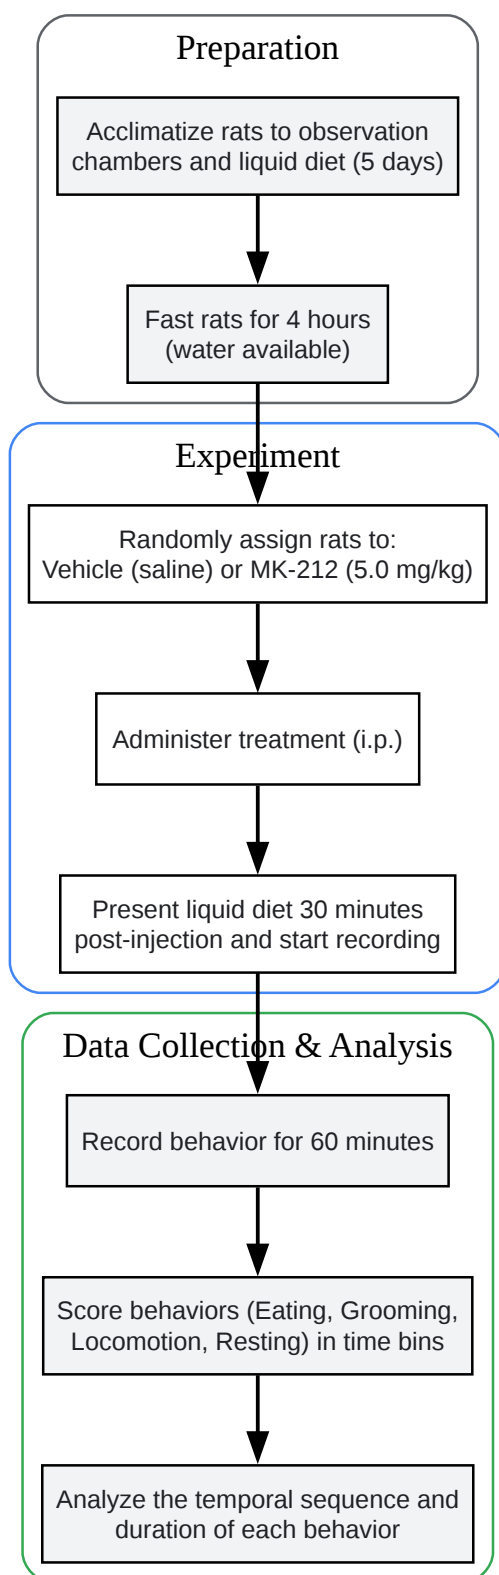 Preparation
Acclimatize rats to observation
chambers and liquid diet (5 days)
Fast rats for 4 hours
(water available)
Experiment
Randomly assign rats to:
Vehicle (saline) or MK-212 (5.0 mg/kg)
Administer treatment (i.p.)
Present liquid diet 30 minutes
post-injection and start recording
Data Collection & Analysis
Record behavior for 60 minutes
Score behaviors (Eating, Grooming,
Locomotion, Resting) in time bins
Analyze the temporal sequence and
duration of each behavior